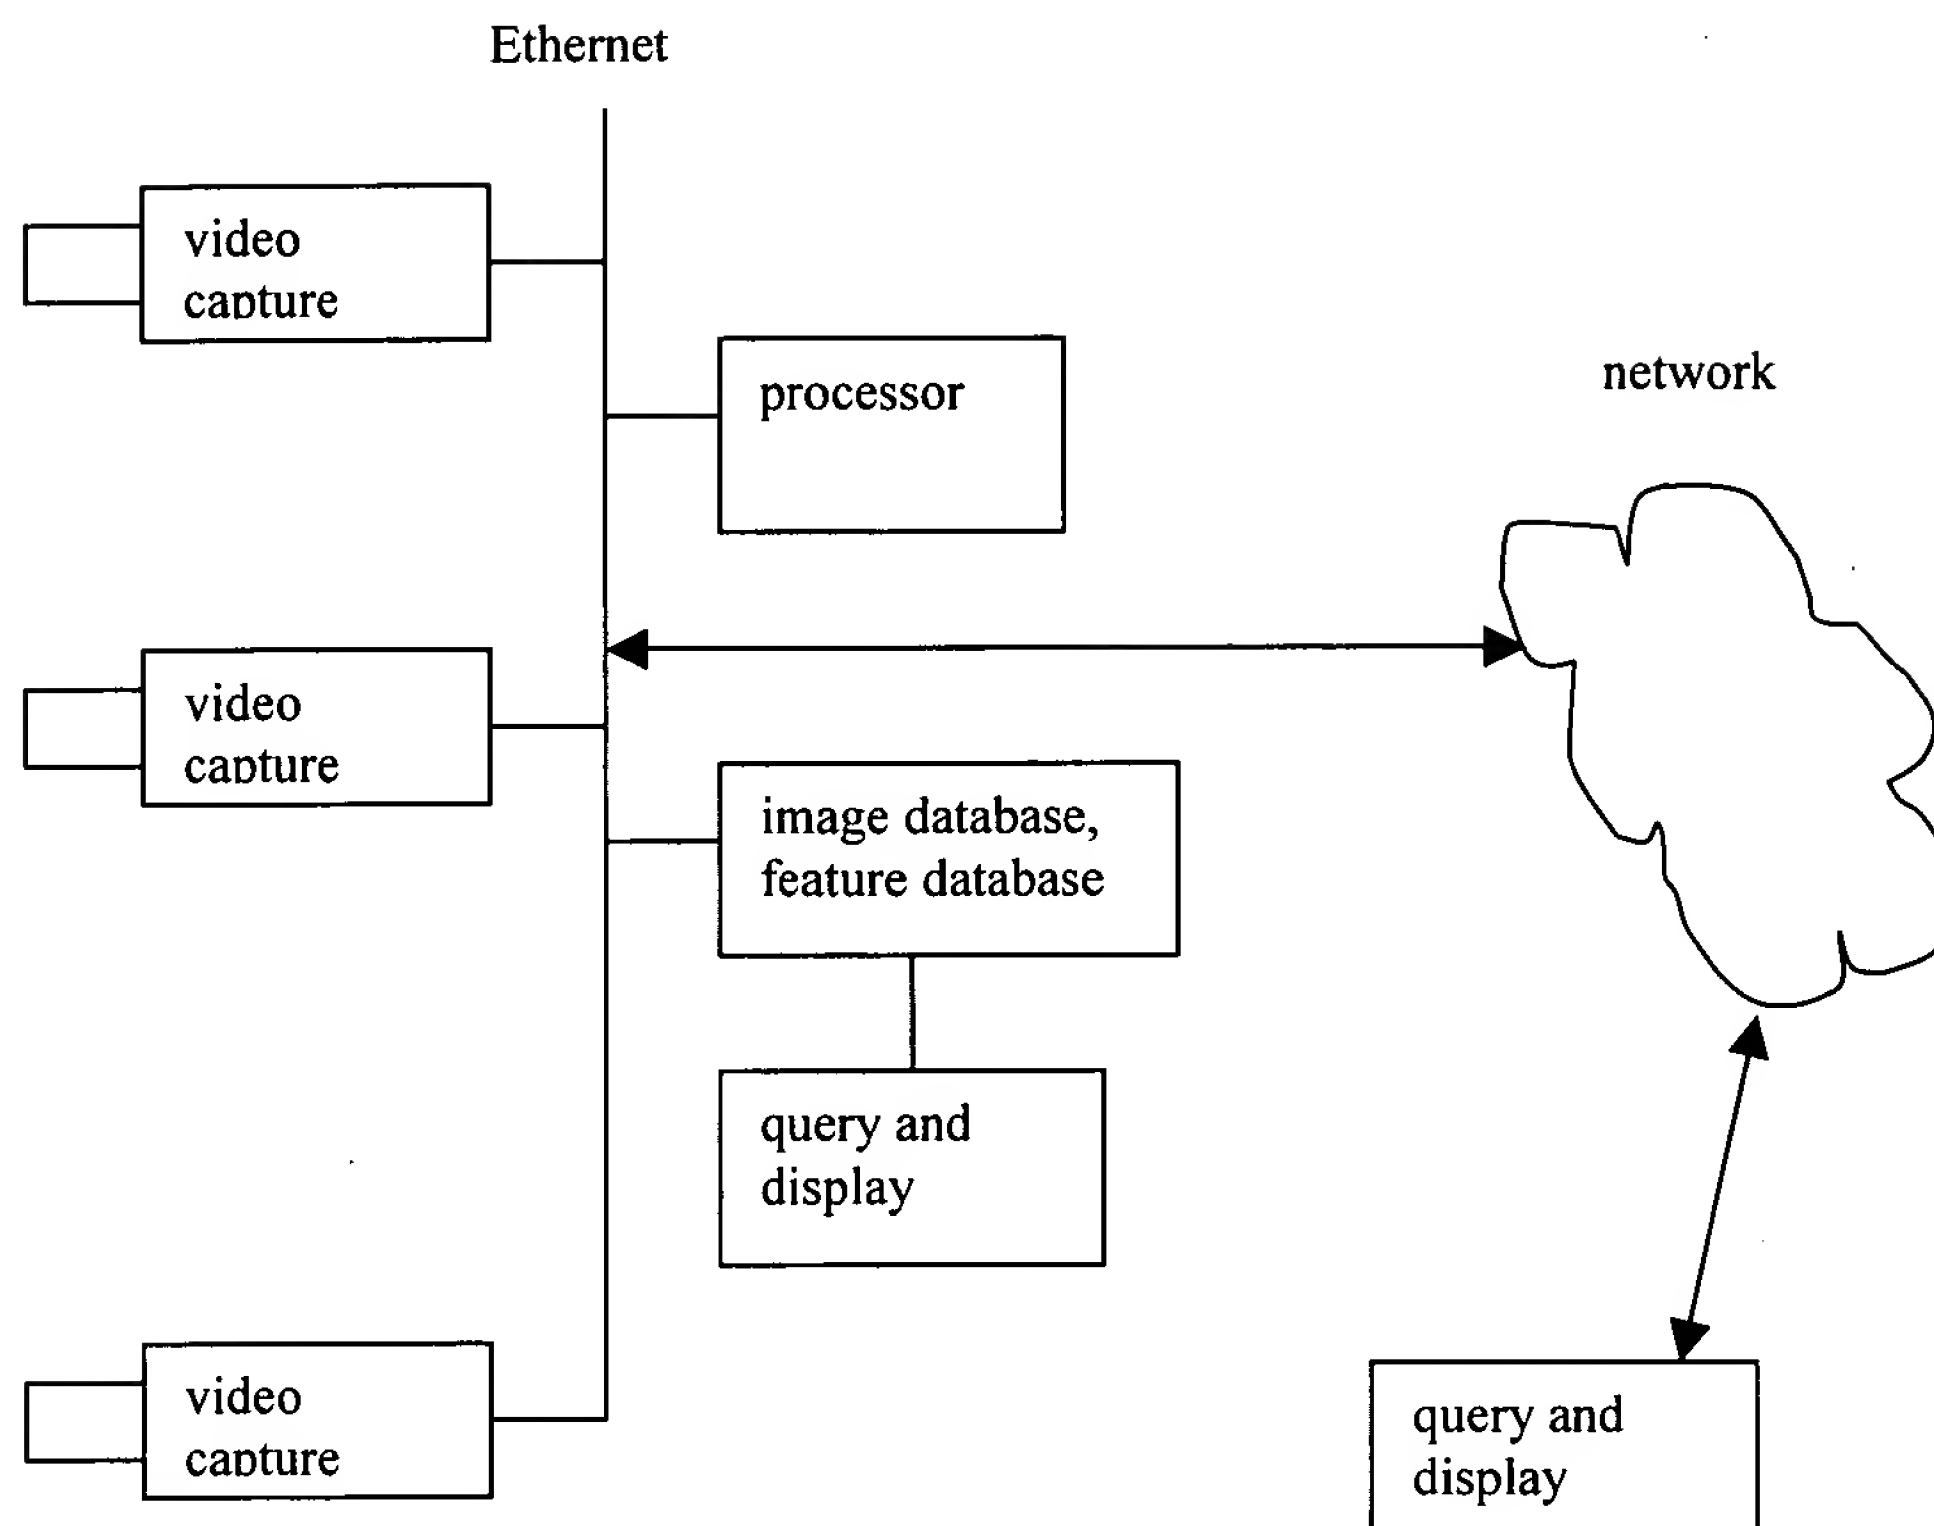 Ethernet
video
capture
processor
network
video
capture
image database,
feature database
query and
display
video
capture
query and
display